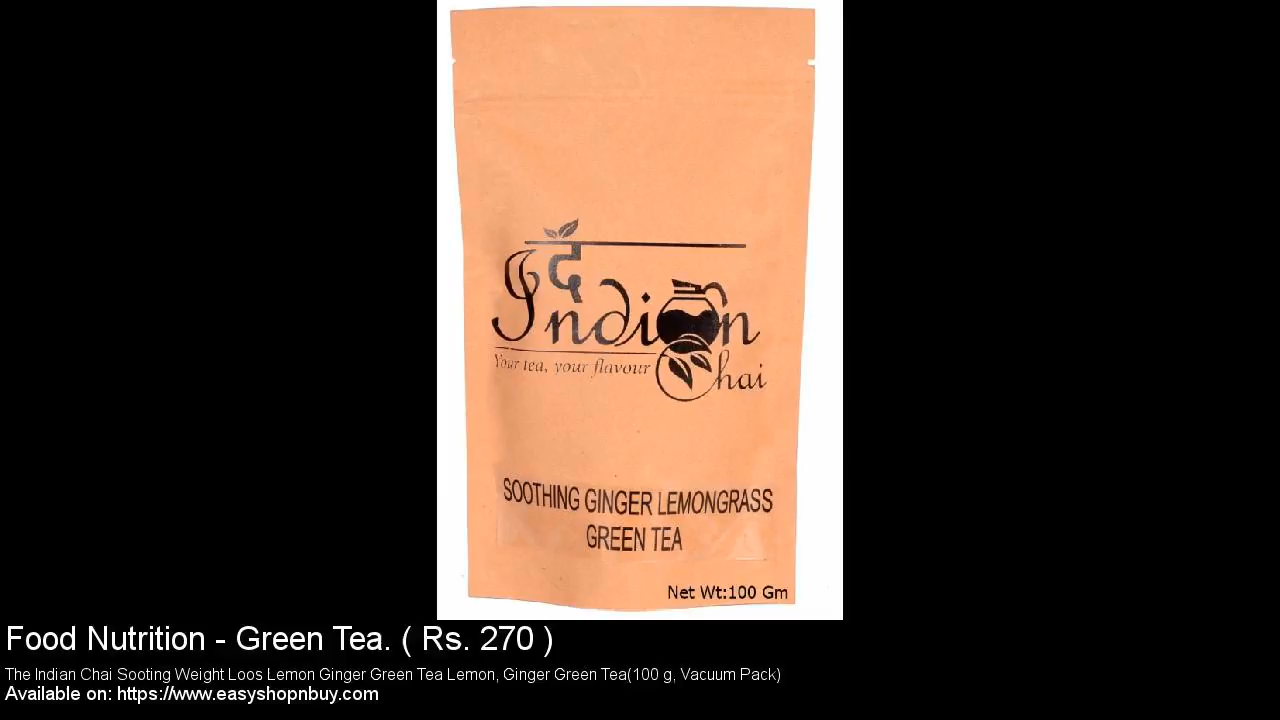 द
Indian
Your tea, your flavour
Chai
SOOTHING GINGER LEMONGRASS
GREEN TEA
Net Wt:100 Gm
Food Nutrition - Green Tea. ( Rs. 270 )
The Indian Chai Sooting Weight Loos Lemon Ginger Green Tea Lemon, Ginger Green Tea(100 g, Vacuum Pack)
Available on: https://www.easyshopnbuy.com